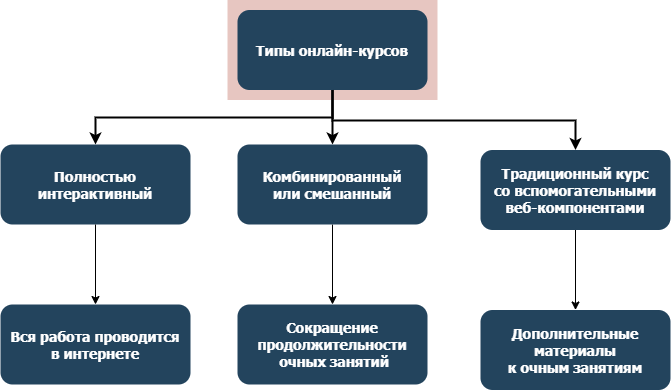 Типы онлайн-курсов
Полностью
интерактивный
Комбинированный
или смешанный
Традиционный курс
со вспомогательными
веб-компонентами
Вся работа проводится
в интернете
Сокращение
продолжительности
очных занятий
Дополнительные
материалы
к очным занятиям